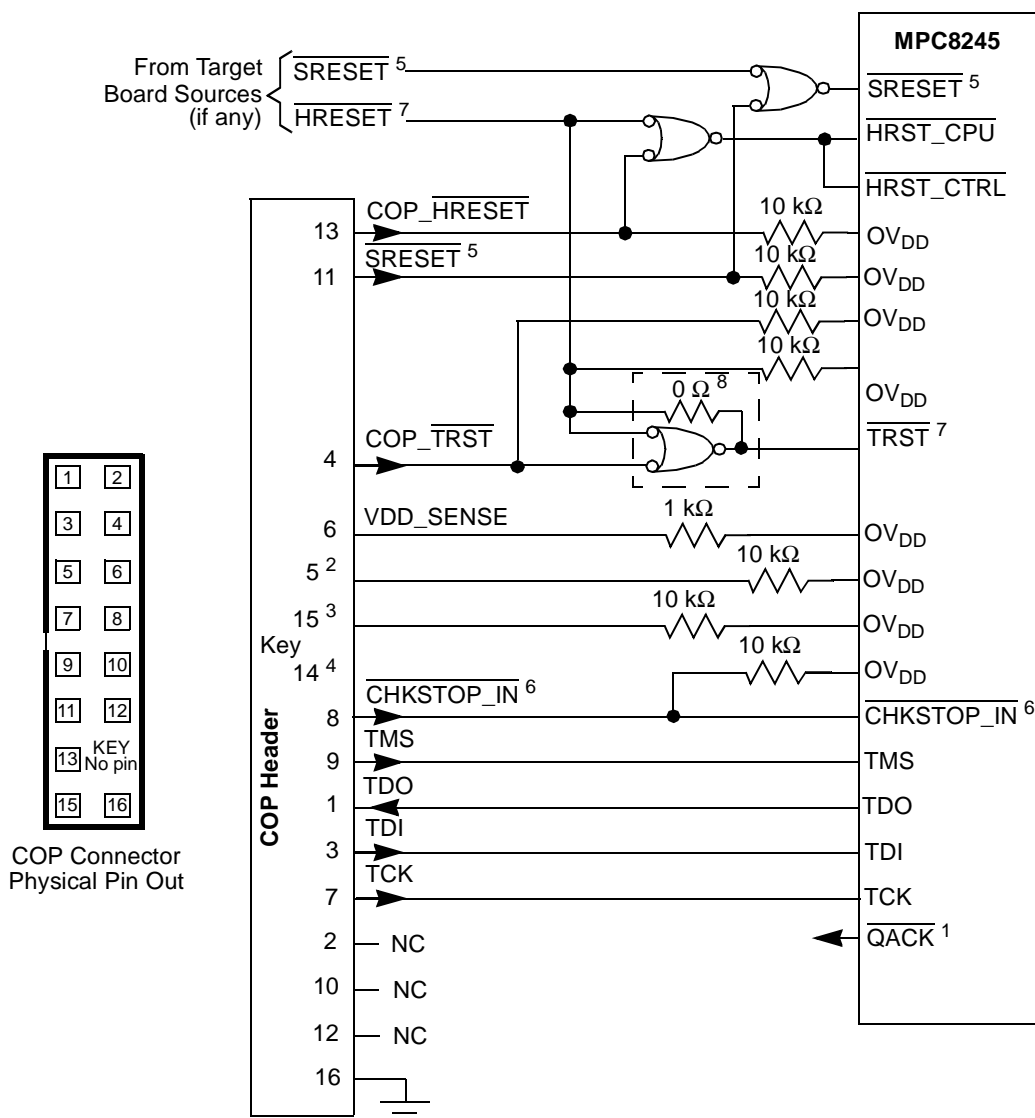 MPC8245
From Target
Board Sources
(if any)
SRESET 5
HRESET 7
SRESET 5
HRST_CPU
HRST_CTRL
COP_HRESET
13
10 kΩ
OVDD
SRESET 5
11
10 kΩ
OVDD
10 kΩ
OVDD
10 kΩ
OVDD
0 Ω 8
COP_TRST
4
TRST 7
VDD_SENSE
6
1 kΩ
OVDD
5 2
10 kΩ
OVDD
15 3
10 kΩ
OVDD
Key
14 4
10 kΩ
OVDD
CHKSTOP_IN 6
8
CHKSTOP_IN 6
TMS
9
TMS
TDO
1
TDO
TDI
3
TDI
TCK
7
TCK
QACK 1
2 NC
10 NC
12 NC
16
COP Header
1 2
3 4
5 6
7 8
9 10
11 12
13 KEY
No pin
15 16
COP Connector
Physical Pin Out